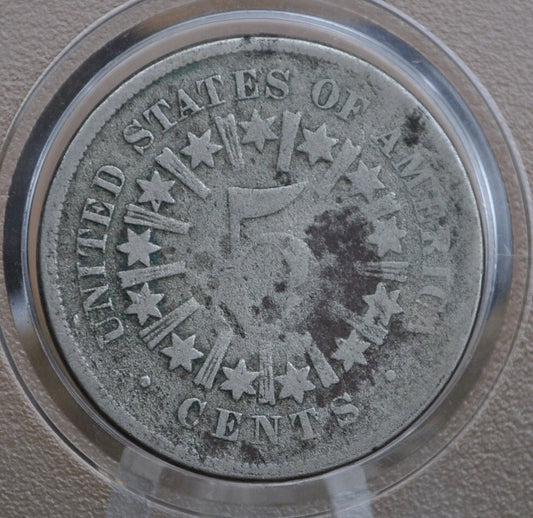 UNITED STATES OF AMERICA
5
· CENTS ·